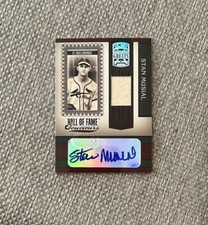 STAN MUSIAL
HALL OF FAME
Souvenirs
Stan Musial